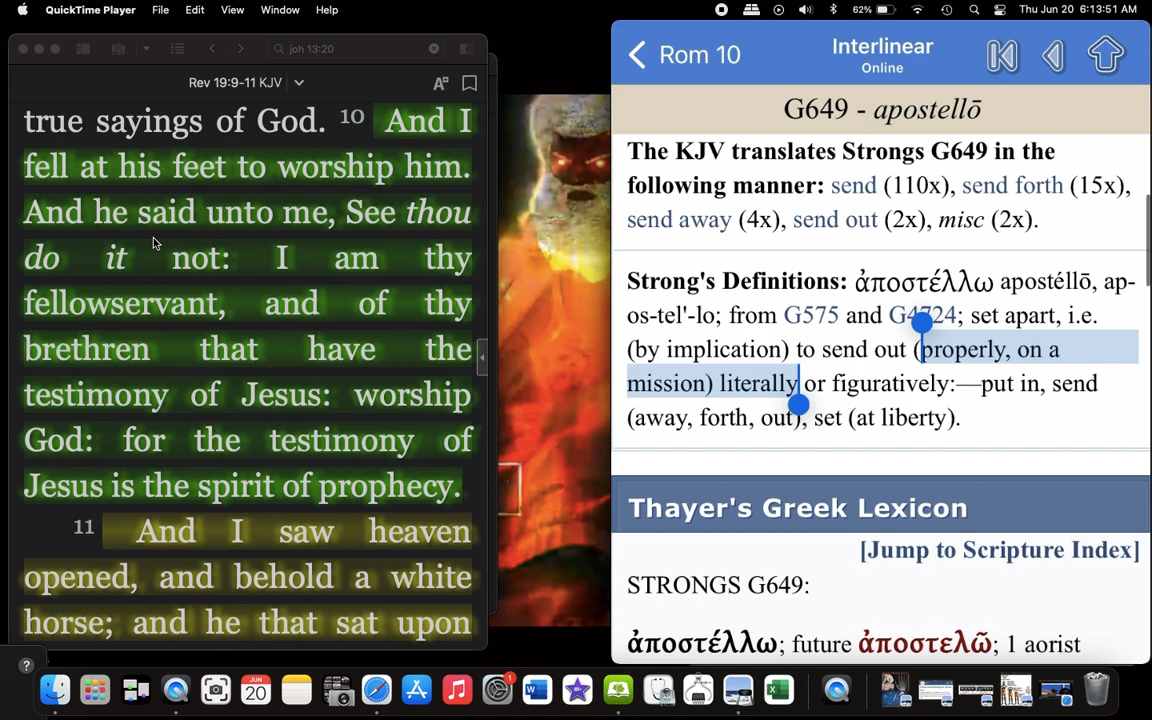 QuickTime Player File Edit View Window Help
62% Thu Jun 20 6:13:51 AM
joh 13:20
Rev 19:9-11 KJV
true sayings of God. 10 And I
fell at his feet to worship him.
And he said unto me, See thou
do it not: I am thy
fellowservant, and of thy
brethren that have the
testimony of Jesus: worship
God: for the testimony of
Jesus is the spirit of prophecy.
11 And I saw heaven
opened, and behold a white
horse; and he that sat upon
Rom 10
Interlinear
Online
G649 - apostellō
The KJV translates Strongs G649 in the
following manner: send (110x), send forth (15x),
send away (4x), send out (2x), misc (2x).
Strong's Definitions: ἀποστέλλω apostéllō, ap-
os-tel'-lo; from G575 and G4724; set apart, i.e.
(by implication) to send out (properly, on a
mission) literally or figuratively:—put in, send
(away, forth, out), set (at liberty).
Thayer's Greek Lexicon
[Jump to Scripture Index]
STRONGS G649:
ἀποστέλλω; future ἀποστελῶ; 1 aorist
?
JUN
20
1